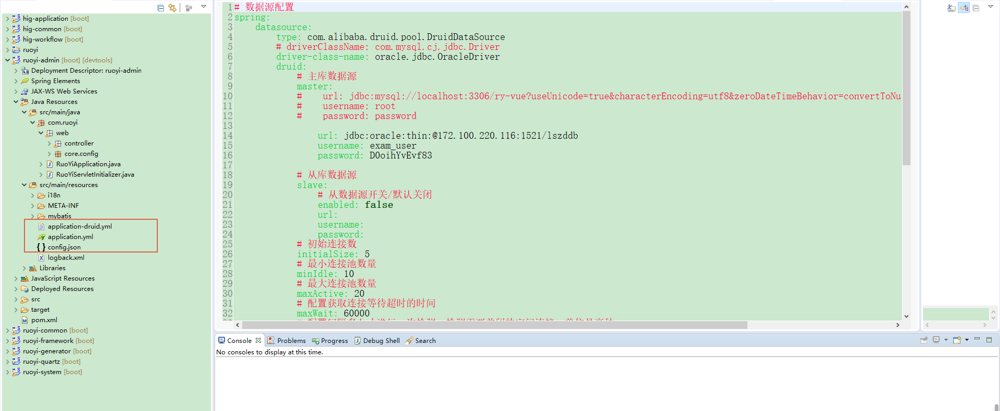 hig-application [boot]
hig-common [boot]
hig-workflow [boot]
ruoyi
ruoyi-admin [boot] [devtools]
Deployment Descriptor: ruoyi-admin
Spring Elements
JAX-WS Web Services
Java Resources
src/main/java
com.ruoyi
web
controller
core.config
RuoYiApplication.java
RuoYiServletInitializer.java
src/main/resources
i18n
META-INF
mybatis
application-druid.yml
application.yml
config.json
logback.xml
Libraries
JavaScript Resources
Deployed Resources
src
target
pom.xml
ruoyi-common [boot]
ruoyi-framework [boot]
ruoyi-generator [boot]
ruoyi-quartz [boot]
ruoyi-system [boot]
1 # 数据源配置
2 spring:
3 datasource:
4 type: com.alibaba.druid.pool.DruidDataSource
5 # driverClassName: com.mysql.cj.jdbc.Driver
6 driver-class-name: oracle.jdbc.OracleDriver
7 druid:
8 # 主库数据源
9 master:
10 # url: jdbc:mysql://localhost:3306/ry-vue?useUnicode=true&characterEncoding=utf8&zeroDateTimeBehavior=convertToNu
11 # username: root
12 # password: password
13
14 url: jdbc:oracle:thin:@172.100.220.116:1521/lszddb
15 username: exam_user
16 password: DOoihYvEvf83
17
18 # 从库数据源
19 slave:
20 # 从数据源开关/默认关闭
21 enabled: false
22 url:
23 username:
24 password:
25 # 初始连接数
26 initialSize: 5
27 # 最小连接池数量
28 minIdle: 10
29 # 最大连接池数量
30 maxActive: 20
31 # 配置获取连接等待超时的时间
32 maxWait: 60000
Console Problems Progress Debug Shell Search
No consoles to display at this time.